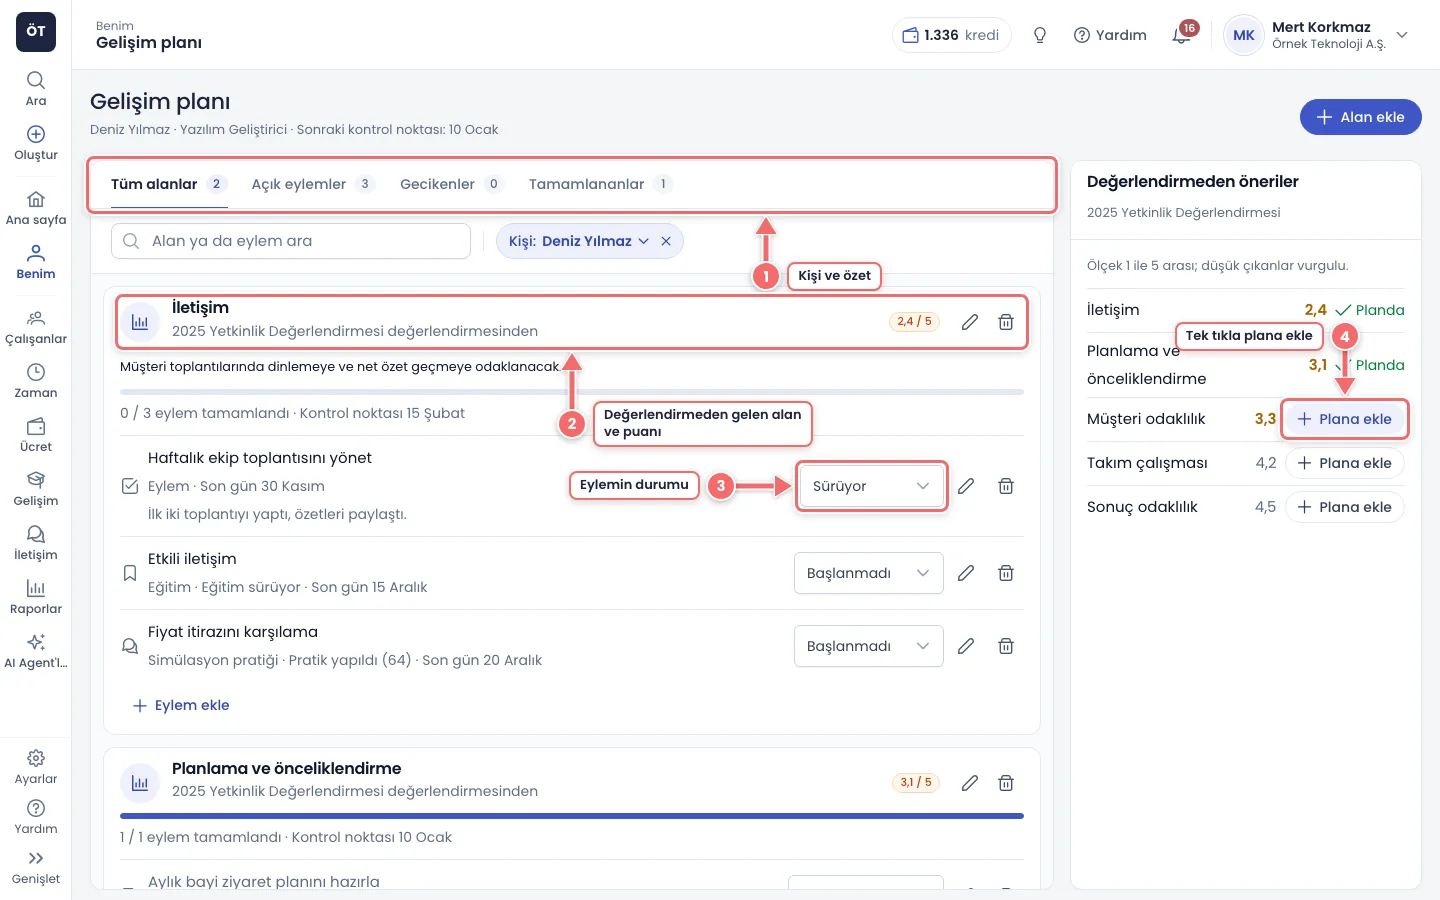 ÖT
Ara
Oluştur
Ana sayfa
Benim
Çalışanlar
Zaman
Ücret
Gelişim
İletişim
Raporlar
AI Agent'l...
Ayarlar
Yardım
Genişlet
Benim
Gelişim planı
1.336 kredi
Yardım
16
MK
Mert Korkmaz
Örnek Teknoloji A.Ş.
Gelişim planı
Deniz Yılmaz · Yazılım Geliştirici · Sonraki kontrol noktası: 10 Ocak
Alan ekle
Tüm alanlar 2
Açık eylemler 3
Gecikenler 0
Tamamlananlar 1
Alan ya da eylem ara
Kişi: Deniz Yılmaz
1 Kişi ve özet
İletişim
2025 Yetkinlik Değerlendirmesi değerlendirmesinden
2,4 / 5
Müşteri toplantılarında dinlemeye ve net özet geçmeye odaklanacak.
0 / 3 eylem tamamlandı · Kontrol noktası 15 Şubat
2 Değerlendirmeden gelen alan
ve puanı
Haftalık ekip toplantısını yönet
Eylem · Son gün 30 Kasım
İlk iki toplantıyı yaptı, özetleri paylaştı.
Eylemin durumu 3
Sürüyor
Etkili iletişim
Eğitim · Eğitim sürüyor · Son gün 15 Aralık
Başlanmadı
Fiyat itirazını karşılama
Simülasyon pratiği · Pratik yapıldı (64) · Son gün 20 Aralık
Başlanmadı
Eylem ekle
Planlama ve önceliklendirme
2025 Yetkinlik Değerlendirmesi değerlendirmesinden
3,1 / 5
1 / 1 eylem tamamlandı · Kontrol noktası 10 Ocak
Aylık bayi ziyaret planını hazırla
Değerlendirmeden öneriler
2025 Yetkinlik Değerlendirmesi
Ölçek 1 ile 5 arası; düşük çıkanlar vurgulu.
İletişim 2,4 Planda
Tek tıkla plana ekle 4
Planlama ve
önceliklendirme
3,1 Planda
Müşteri odaklılık 3,3 Plana ekle
Takım çalışması 4,2 Plana ekle
Sonuç odaklılık 4,5 Plana ekle